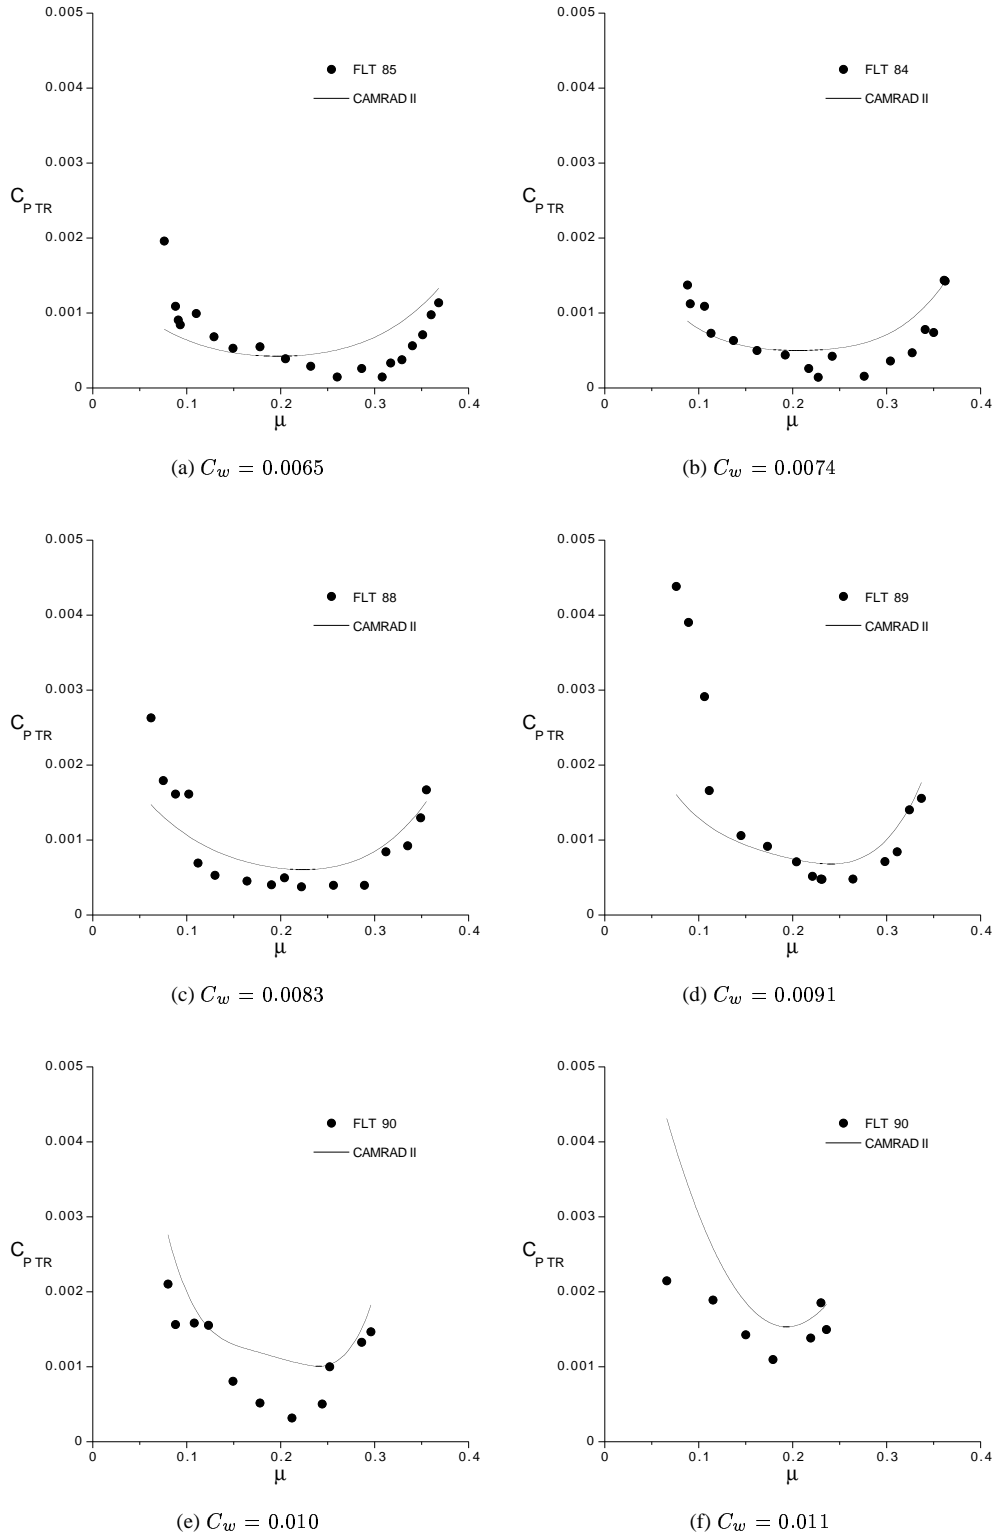 0.005
0.004
0.003
0.002
0.001
0
C P TR
FLT 85
CAMRAD II
0 0.1 0.2 0.3 0.4
μ
(a) C_w = 0.0065
0.005
0.004
0.003
0.002
0.001
0
C P TR
FLT 84
CAMRAD II
0 0.1 0.2 0.3 0.4
μ
(b) C_w = 0.0074
0.005
0.004
0.003
0.002
0.001
0
C P TR
FLT 88
CAMRAD II
0 0.1 0.2 0.3 0.4
μ
(c) C_w = 0.0083
0.005
0.004
0.003
0.002
0.001
0
C P TR
FLT 89
CAMRAD II
0 0.1 0.2 0.3 0.4
μ
(d) C_w = 0.0091
0.005
0.004
0.003
0.002
0.001
0
C P TR
FLT 90
CAMRAD II
0 0.1 0.2 0.3 0.4
μ
(e) C_w = 0.010
0.005
0.004
0.003
0.002
0.001
0
C P TR
FLT 90
CAMRAD II
0 0.1 0.2 0.3 0.4
μ
(f) C_w = 0.011